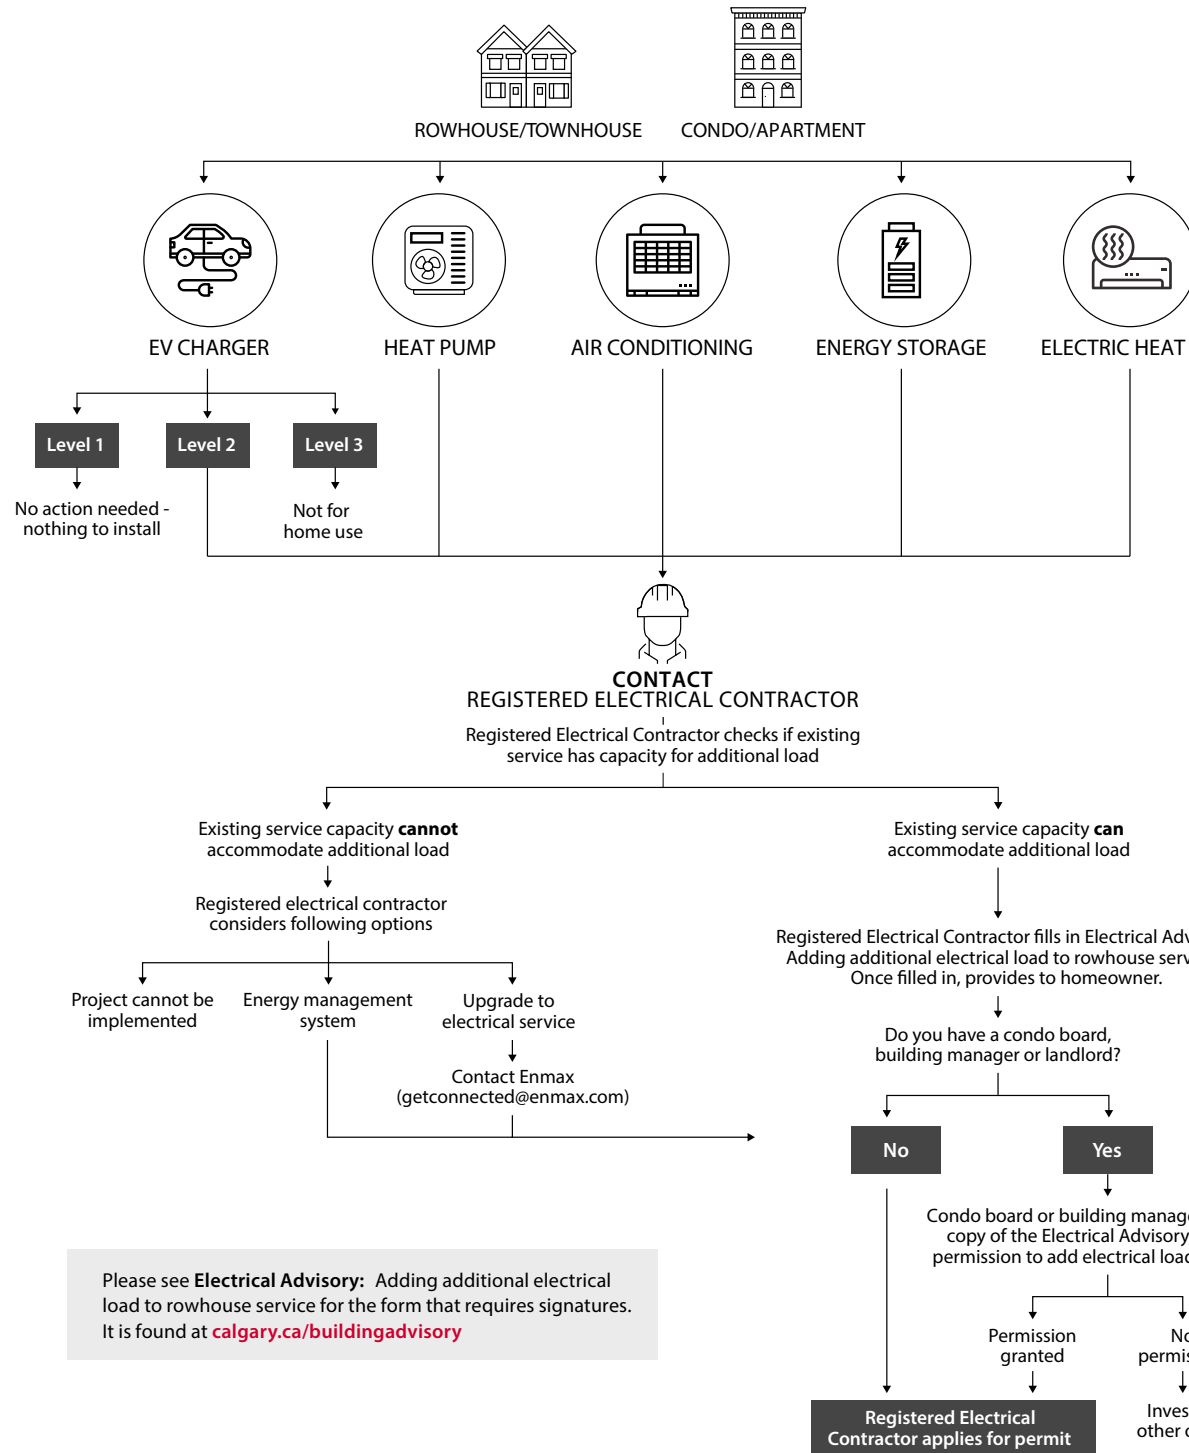 ROWHOUSE/TOWNHOUSE
CONDO/APARTMENT
EV CHARGER
HEAT PUMP
AIR CONDITIONING
ENERGY STORAGE
ELECTRIC HEAT
Level 1
Level 2
Level 3
No action needed -
nothing to install
Not for
home use
CONTACT
REGISTERED ELECTRICAL CONTRACTOR
Registered Electrical Contractor checks if existing
service has capacity for additional load
Existing service capacity cannot
accommodate additional load
Registered electrical contractor
considers following options
Project cannot be
implemented
Energy management
system
Upgrade to
electrical service
Contact Enmax
(getconnected@enmax.com)
Existing service capacity can
accommodate additional load
Registered Electrical Contractor fills in Electrical
Adding additional electrical load to rowhouse
Once filled in, provides to homeowner.
Do you have a condo board,
building manager or landlord?
No
Yes
Condo board or building
copy of the Electrical Advisory
permission to add electrical
Permission
granted
other
Registered Electrical
Contractor applies for permit
Please see Electrical Advisory: Adding additional electrical
load to rowhouse service for the form that requires signatures.
It is found at calgary.ca/buildingadvisory